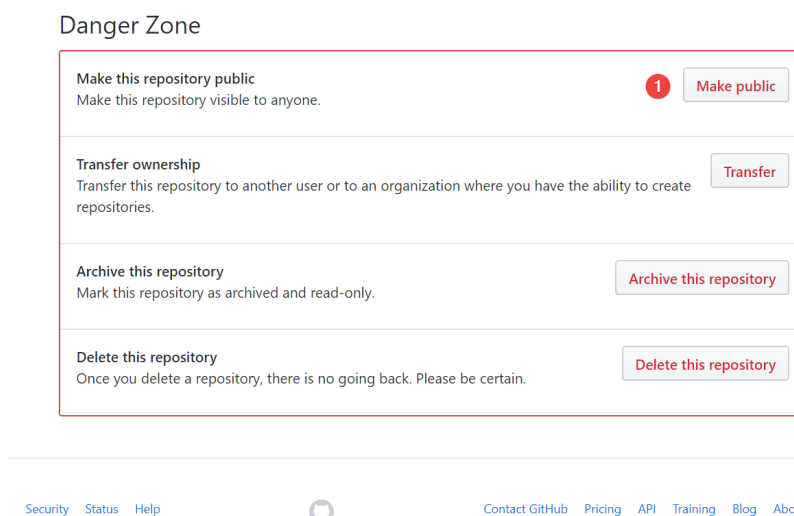 Danger Zone
Make this repository public
Make this repository visible to anyone.
1
Make public
Transfer ownership
Transfer this repository to another user or to an organization where you have the ability to create
repositories.
Transfer
Archive this repository
Mark this repository as archived and read-only.
Archive this repository
Delete this repository
Once you delete a repository, there is no going back. Please be certain.
Delete this repository
Security Status Help
Contact GitHub Pricing API Training Blog